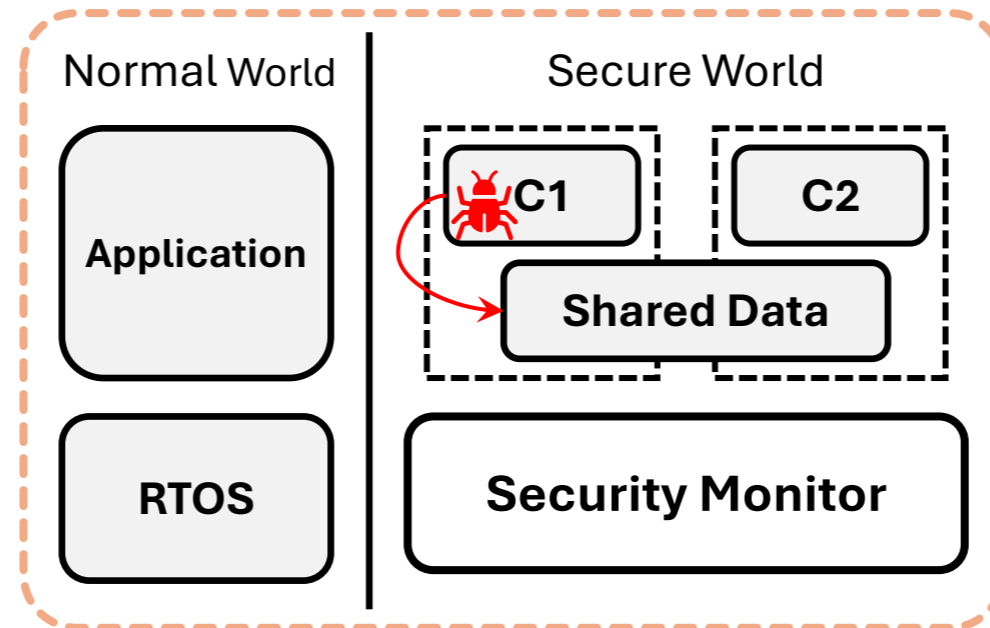 Normal World
Secure World
Application
C1
C2
Shared Data
RTOS
Security Monitor